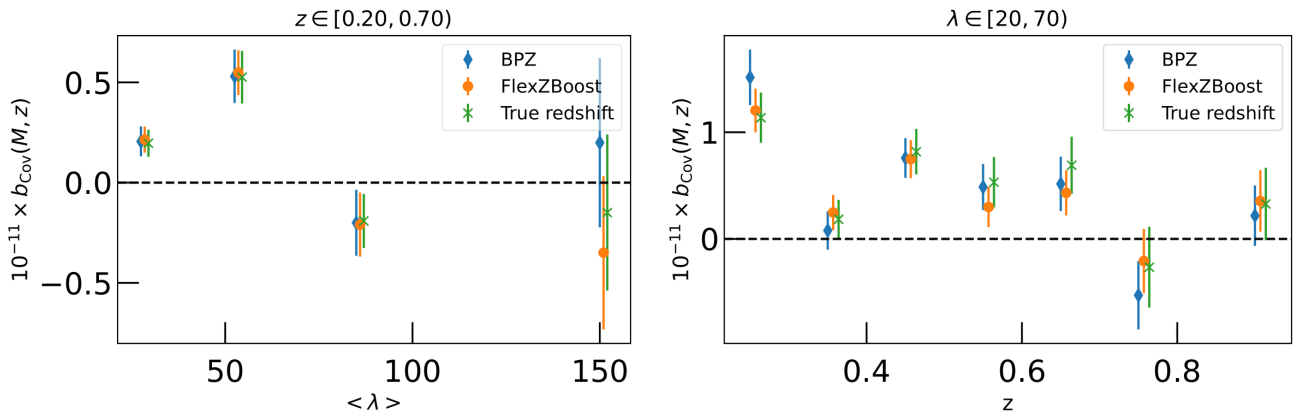 z ∈ [0.20, 0.70)
BPZ
FlexZBoost
True redshift
0.5
0.0
−0.5
10⁻¹¹ × b_Cov(M, z)
50
100
150
< λ >
λ ∈ [20, 70)
BPZ
FlexZBoost
True redshift
1
0
10⁻¹¹ × b_Cov(M, z)
0.4
0.6
0.8
z